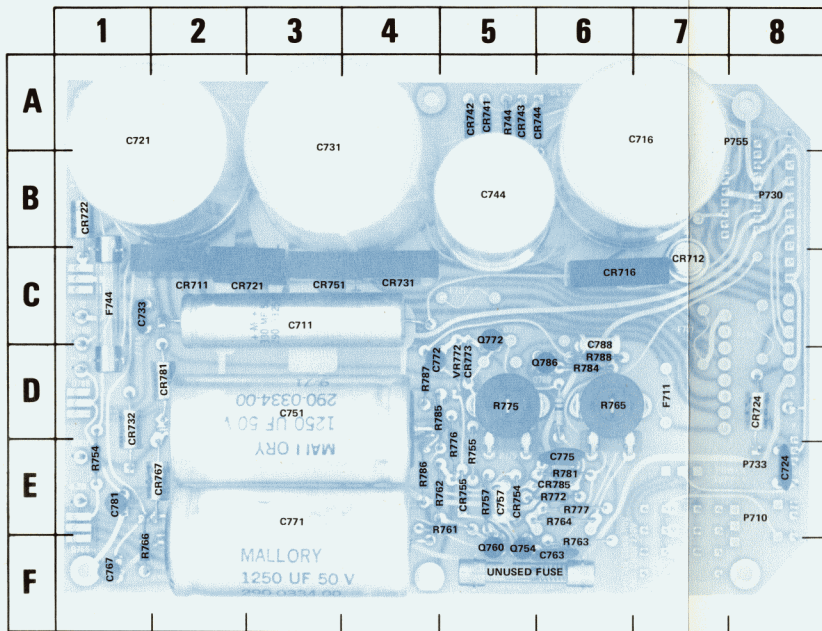 1 2 3 4 5 6 7 8
A
CR742 CR741 R744 CR743 CR744
C721 C731 C716 P755
B
CR722 C744 P730
C
CR711 CR721 CR751 CR731 CR716 CR712
F744 C733 C711
Q772 C788
D
CR781 R787 C772 VR772 CR773 Q786 R788
R784
290-0334-00
C751
1250 UF 50 V
MALLORY
R775 R765 F711
CR732 R785 CR724
R776 R755
E
R754 CR767 R786 C775 P733 C724
R762 CR755 R781
CR785
C781 R757 C757 CR754 R772
R777
C771 R764 P710
R761
R766 R763
F
C767 MALLORY Q760 Q754 C763
1250 UF 50 V UNUSED FUSE
290-0334-00